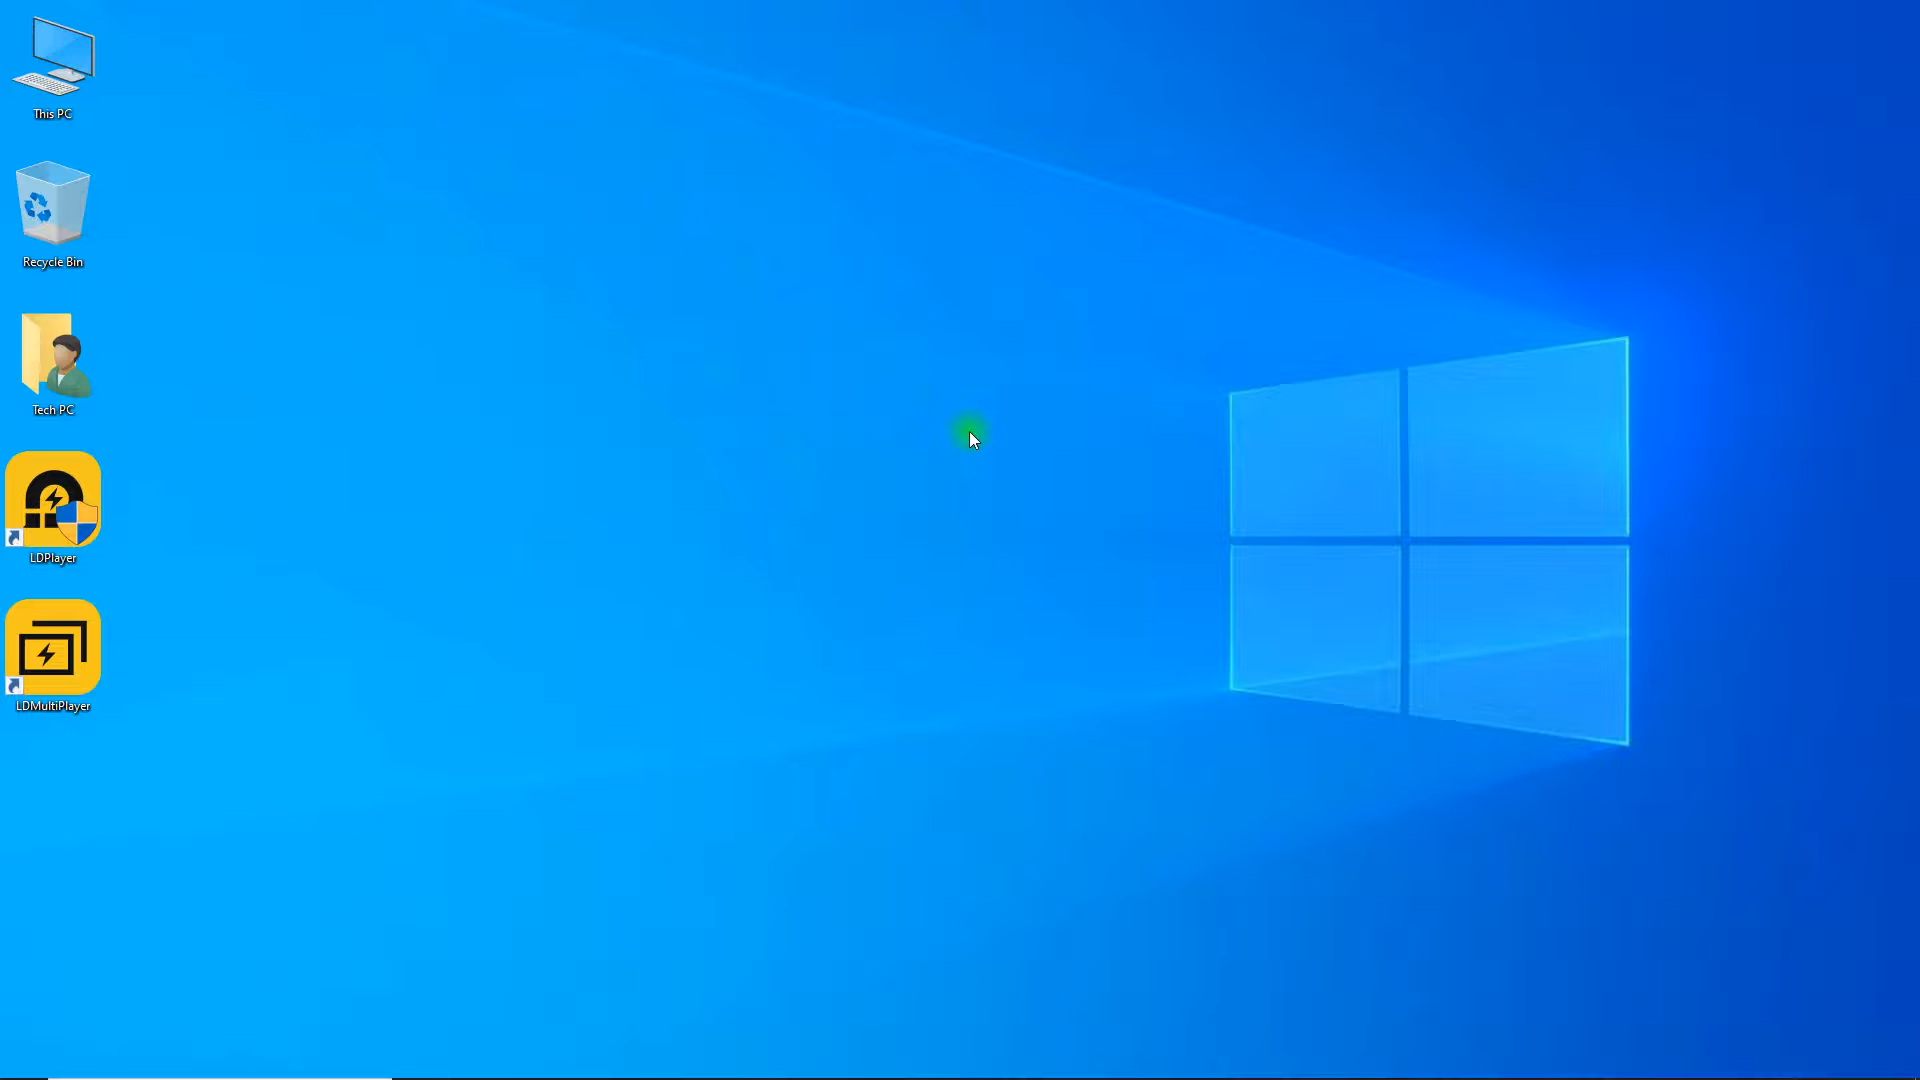 This PC
Recycle Bin
Tech PC
LDPlayer
LDMultiPlayer